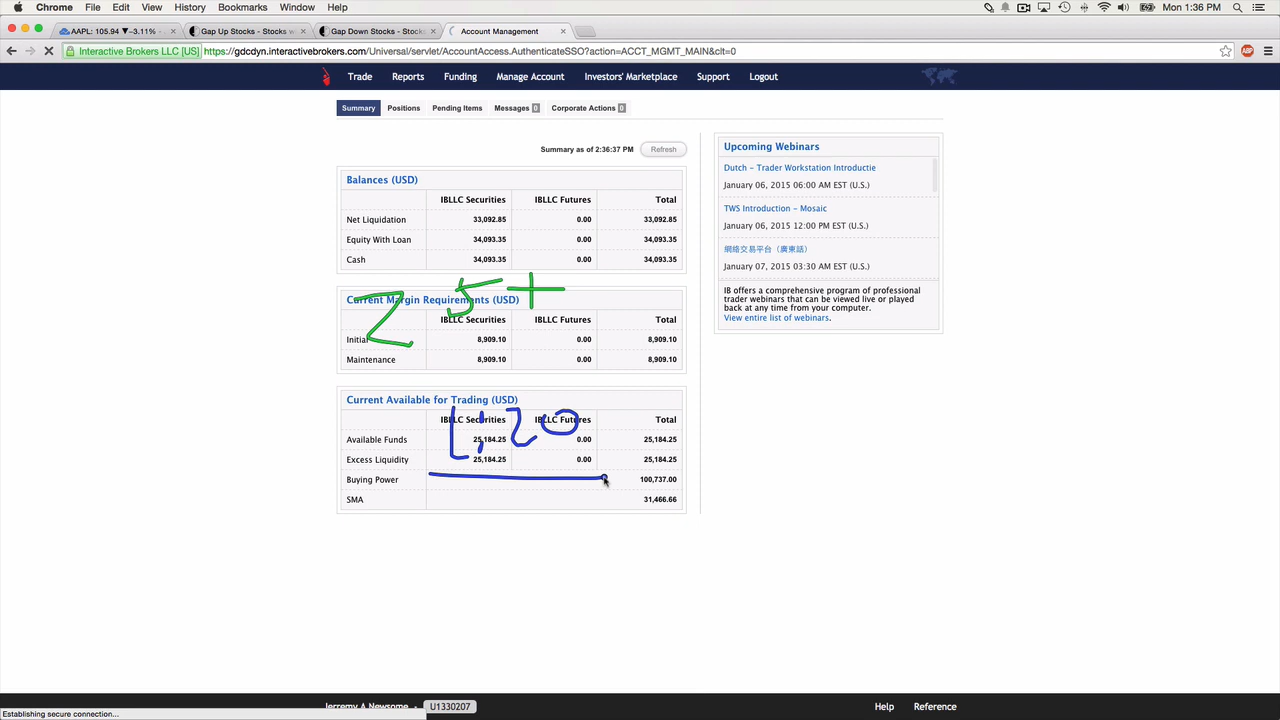 Chrome File Edit View History Bookmarks Window Help Mon 1:36 PM
AAPL: 105.94 ▼-3.11% Gap Up Stocks - Stocks w Gap Down Stocks - Stocks Account Management
Interactive Brokers LLC [US] https://gdcdyn.interactivebrokers.com/Universal/servlet/AccountAccess.AuthenticateSSO?action=ACCT_MGMT_MAIN&clt=0 ABP
Trade Reports Funding Manage Account Investors' Marketplace Support Logout
Summary Positions Pending Items Messages 0 Corporate Actions 0
Summary as of 2:36:37 PM Refresh
Balances (USD)
IBLLC Securities IBLLC Futures Total
Net Liquidation 33,092.85 0.00 33,092.85
Equity With Loan 34,093.35 0.00 34,093.35
Cash 34,093.35 0.00 34,093.35
25+
Current Margin Requirements (USD)
IBLLC Securities IBLLC Futures Total
Initial 8,909.10 0.00 8,909.10
Maintenance 8,909.10 0.00 8,909.10
Current Available for Trading (USD)
IBLLC Securities IBLLC Futures Total
Available Funds 25,184.25 0.00 25,184.25
Excess Liquidity 25,184.25 0.00 25,184.25
Buying Power 100,737.00
SMA 31,466.66
Upcoming Webinars
Dutch - Trader Workstation Introductie
January 06, 2015 06:00 AM EST (U.S.)
TWS Introduction - Mosaic
January 06, 2015 12:00 PM EST (U.S.)
網絡交易平台（廣東話）
January 07, 2015 03:30 AM EST (U.S.)
IB offers a comprehensive program of professional
trader webinars that can be viewed live or played
back at any time from your computer.
View entire list of webinars.
Jerremy A Newsome U1330207 Help Reference
Establishing secure connection...